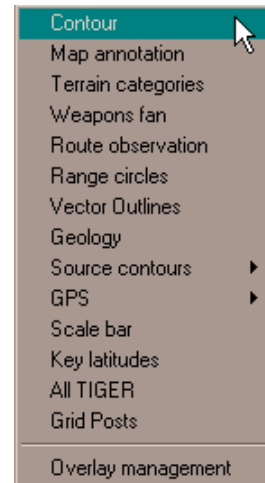 Contour
Map annotation
Terrain categories
Weapons fan
Route observation
Range circles
Vector Outlines
Geology
Source contours
GPS
Scale bar
Key latitudes
All TIGER
Grid Posts
Overlay management